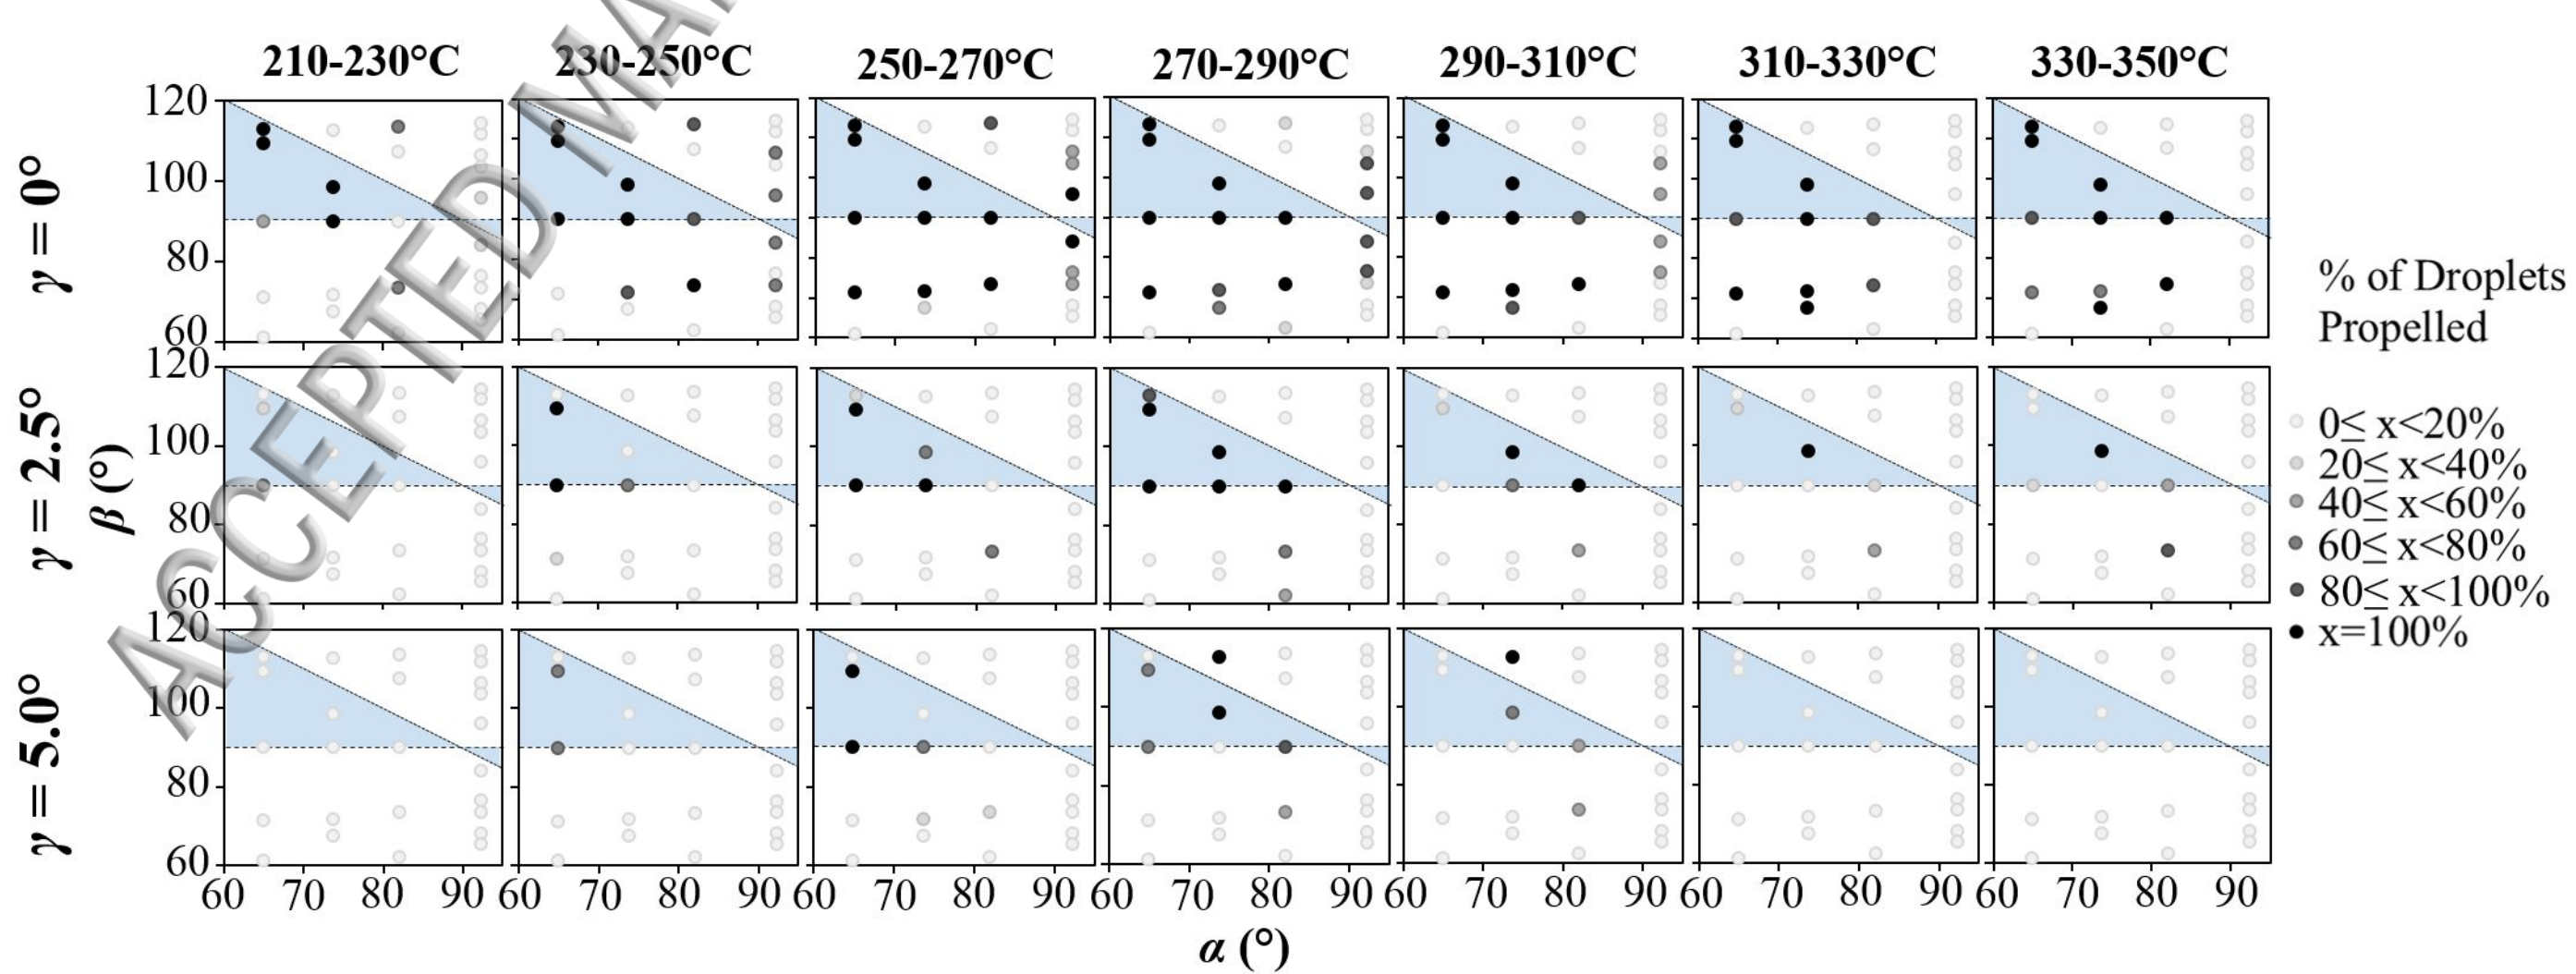 210-230°C 230-250°C 250-270°C 270-290°C 290-310°C 310-330°C 330-350°C
γ = 0°
120
100
80
60
γ = 2.5°
β (°)
120
100
80
60
γ = 5.0°
120
100
80
60
60 70 80 90 60 70 80 90 60 70 80 90 60 70 80 90 60 70 80 90 60 70 80 90 60 70 80 90
α (°)
% of Droplets
Propelled
0≤ x<20%
20≤ x<40%
40≤ x<60%
60≤ x<80%
80≤ x<100%
x=100%
ACCEPTED MA